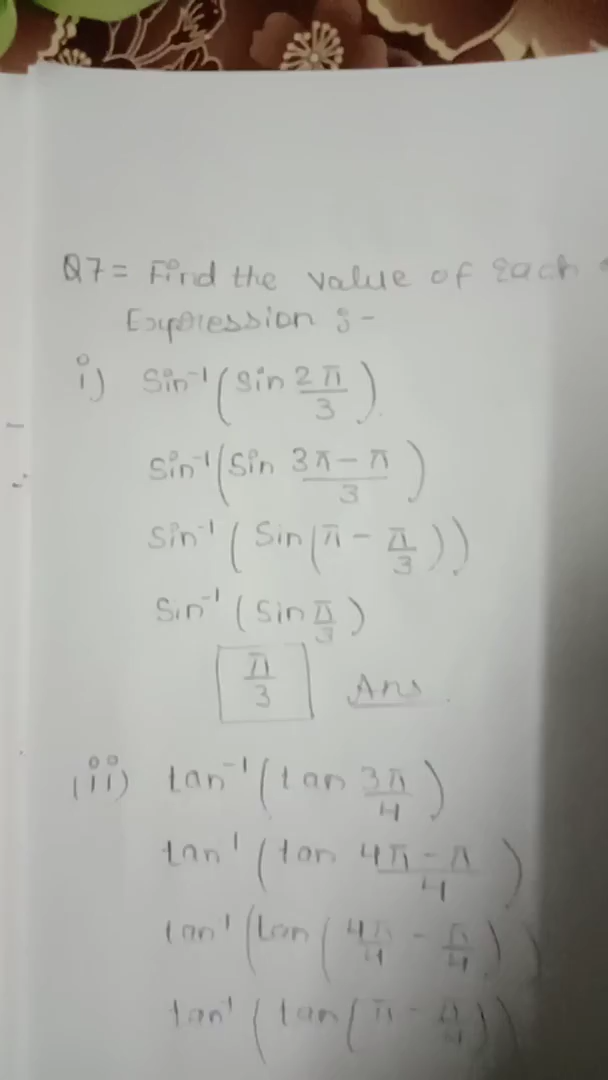 Q7 = Find the value of Each
Expression :-
i) Sin⁻¹(sin 2π/3)
sin⁻¹(sin 3π-π/3)
sin⁻¹(sin(π-π/3))
Sin⁻¹(sin π/3)
π/3 Ans.
(ii) tan⁻¹(tan 3π/4)
tan⁻¹(tan 4π-π/4)
tan⁻¹(tan(4π/4-π/4))
tan⁻¹(tan(π-π/4))